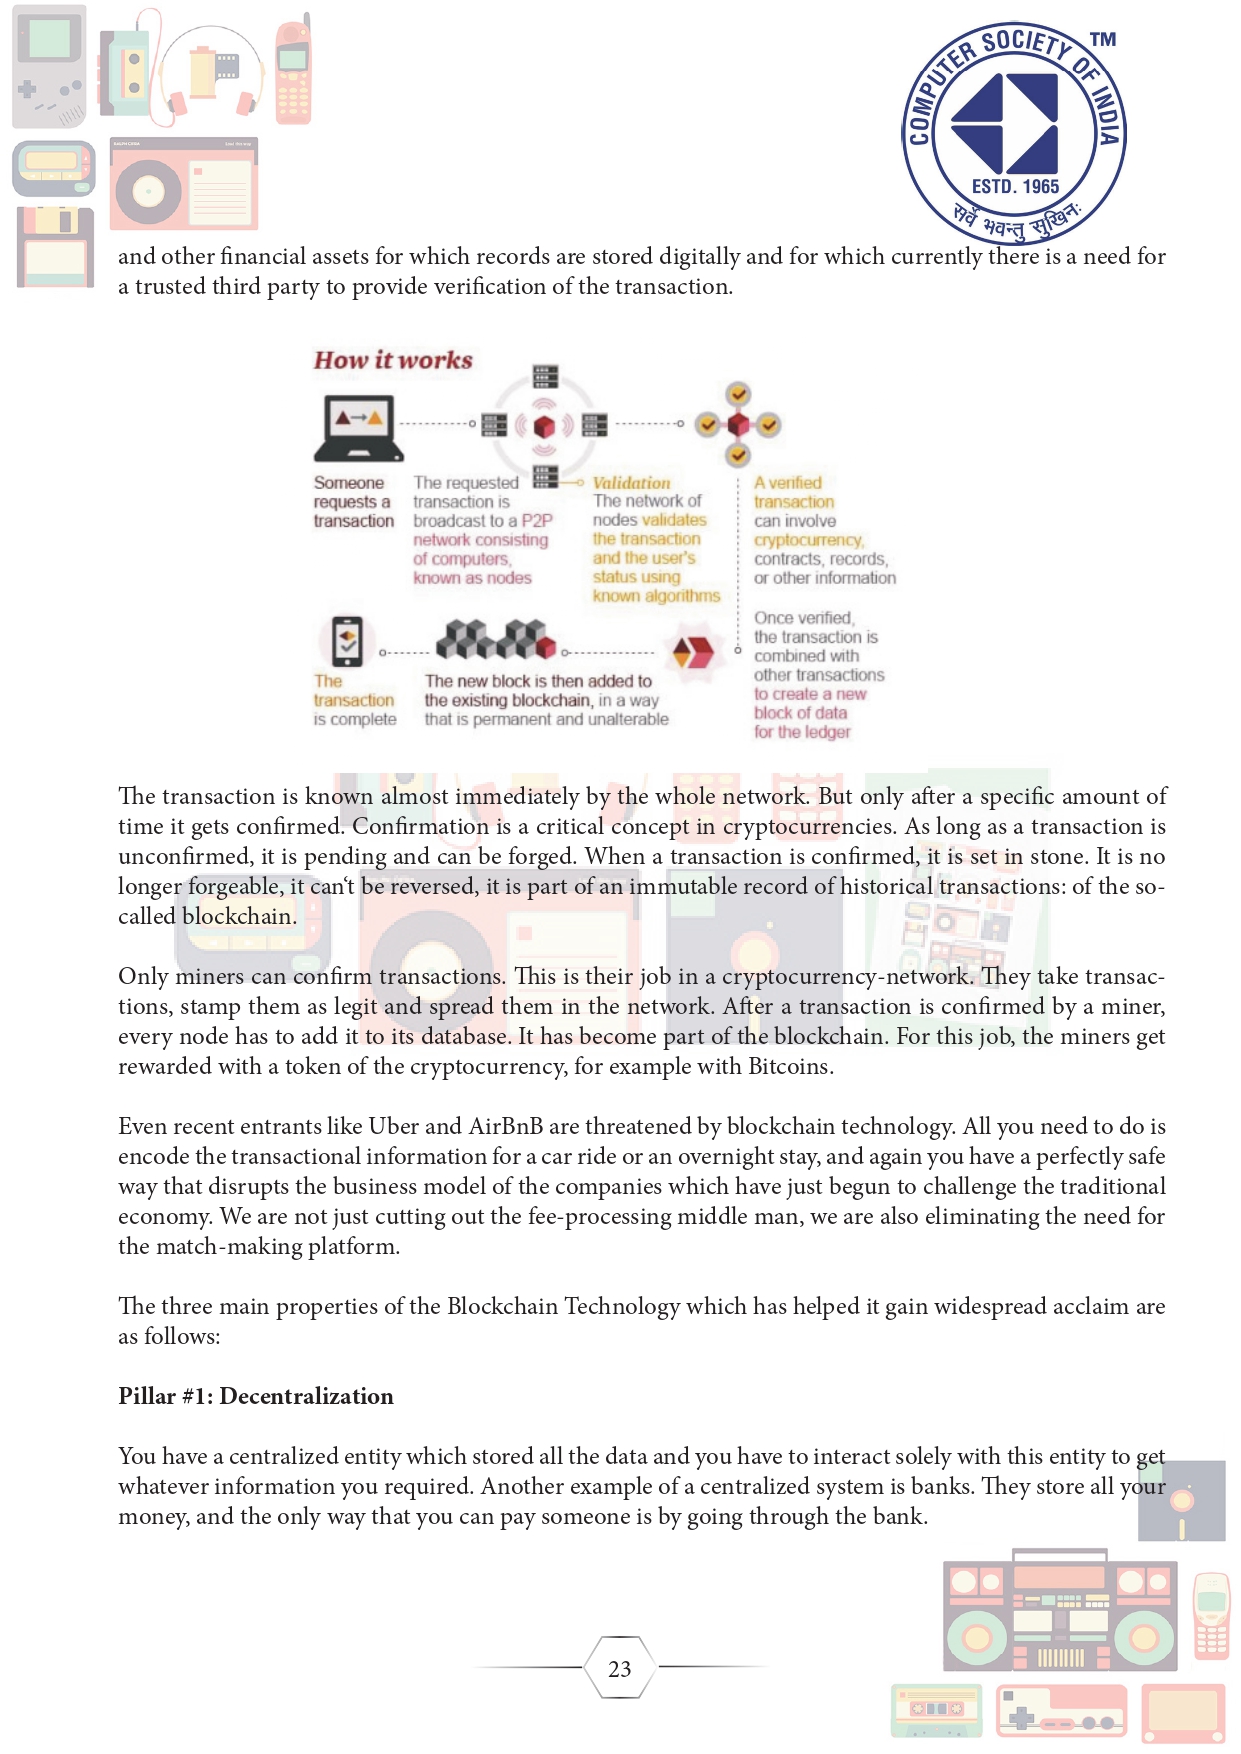 COMPUTER SOCIETY OF INDIA
TM
ESTD. 1965
सर्वे भवन्तु सुखिनः
and other financial assets for which records are stored digitally and for which currently there is a need for
a trusted third party to provide verification of the transaction.
How it works
Someone
requests a
transaction
The requested
transaction is
broadcast to a P2P
network consisting
of computers,
known as nodes
Validation
The network of
nodes validates
the transaction
and the user's
status using
known algorithms
A verified
transaction
can involve
cryptocurrency,
contracts, records,
or other information
Once verified,
the transaction is
combined with
other transactions
to create a new
block of data
for the ledger
The new block is then added to
the existing blockchain, in a way
that is permanent and unalterable
The
transaction
is complete
The transaction is known almost immediately by the whole network. But only after a specific amount of
time it gets confirmed. Confirmation is a critical concept in cryptocurrencies. As long as a transaction is
unconfirmed, it is pending and can be forged. When a transaction is confirmed, it is set in stone. It is no
longer forgeable, it can‘t be reversed, it is part of an immutable record of historical transactions: of the so-
called blockchain.
Only miners can confirm transactions. This is their job in a cryptocurrency-network. They take transac-
tions, stamp them as legit and spread them in the network. After a transaction is confirmed by a miner,
every node has to add it to its database. It has become part of the blockchain. For this job, the miners get
rewarded with a token of the cryptocurrency, for example with Bitcoins.
Even recent entrants like Uber and AirBnB are threatened by blockchain technology. All you need to do is
encode the transactional information for a car ride or an overnight stay, and again you have a perfectly safe
way that disrupts the business model of the companies which have just begun to challenge the traditional
economy. We are not just cutting out the fee-processing middle man, we are also eliminating the need for
the match-making platform.
The three main properties of the Blockchain Technology which has helped it gain widespread acclaim are
as follows:
Pillar #1: Decentralization
You have a centralized entity which stored all the data and you have to interact solely with this entity to get
whatever information you required. Another example of a centralized system is banks. They store all your
money, and the only way that you can pay someone is by going through the bank.
23